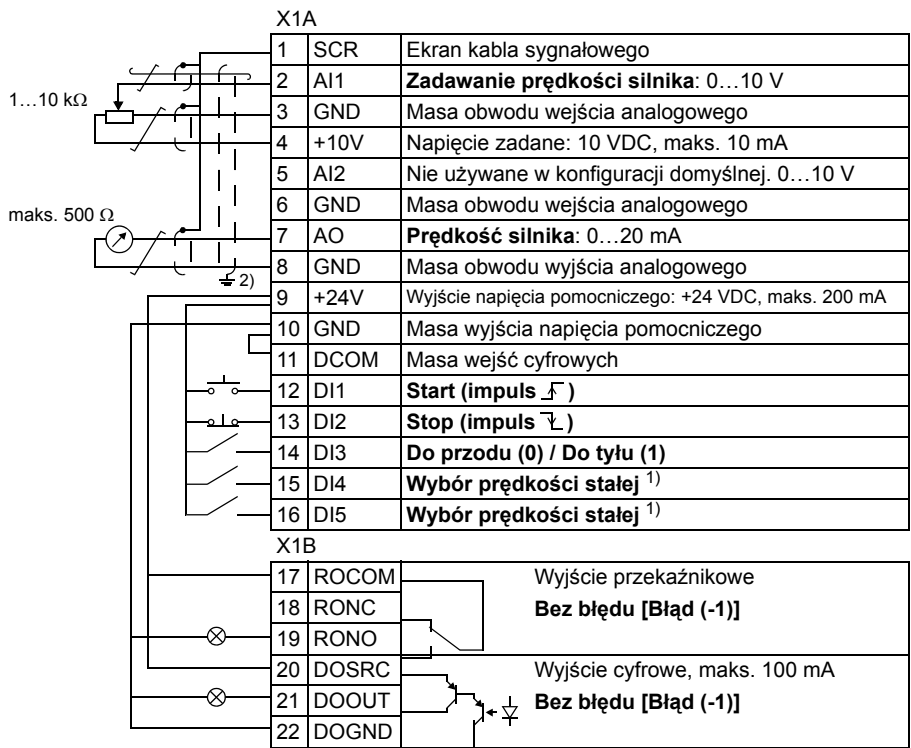 X1A
1 SCR Ekran kabla sygnałowego
2 AI1 Zadawanie prędkości silnika: 0…10 V
1…10 kΩ
3 GND Masa obwodu wejścia analogowego
4 +10V Napięcie zadane: 10 VDC, maks. 10 mA
5 AI2 Nie używane w konfiguracji domyślnej. 0…10 V
6 GND Masa obwodu wejścia analogowego
maks. 500 Ω
7 AO Prędkość silnika: 0…20 mA
8 GND Masa obwodu wyjścia analogowego
2)
9 +24V Wyjście napięcia pomocniczego: +24 VDC, maks. 200 mA
10 GND Masa wyjścia napięcia pomocniczego
11 DCOM Masa wejść cyfrowych
12 DI1 Start (impuls )
13 DI2 Stop (impuls )
14 DI3 Do przodu (0) / Do tyłu (1)
15 DI4 Wybór prędkości stałej 1)
16 DI5 Wybór prędkości stałej 1)
X1B
17 ROCOM Wyjście przekaźnikowe
18 RONC Bez błędu [Błąd (-1)]
19 RONO
20 DOSRC Wyjście cyfrowe, maks. 100 mA
21 DOOUT Bez błędu [Błąd (-1)]
22 DOGND